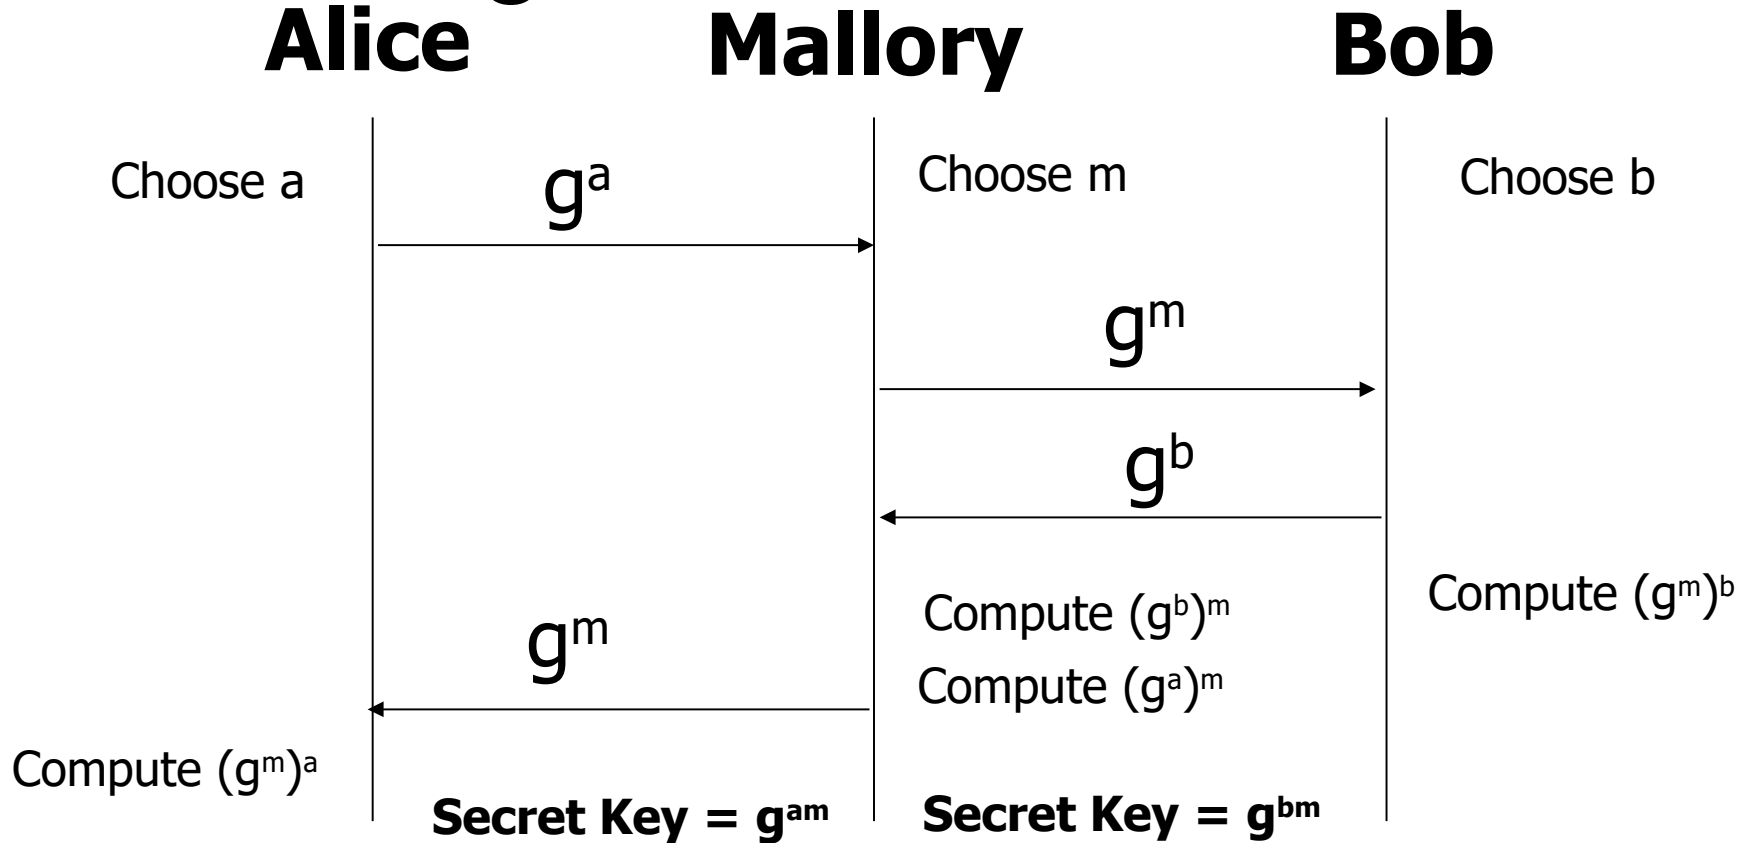 Alice Mallory Bob
Choose a
gᵃ
Choose m
Choose b
gᵐ
gᵇ
Compute (gᵐ)ᵇ
Compute (gᵇ)ᵐ
gᵐ
Compute (gᵃ)ᵐ
Compute (gᵐ)ᵃ
Secret Key = gᵃᵐ
Secret Key = gᵇᵐ